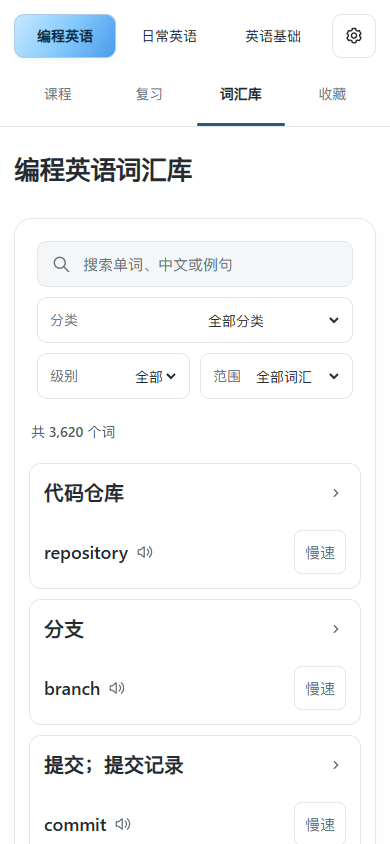 编程英语 日常英语 英语基础
课程 复习 词汇库 收藏
编程英语词汇库
搜索单词、中文或例句
分类 全部分类
级别 全部 范围 全部词汇
共 3,620 个词
代码仓库
repository 慢速
分支
branch 慢速
提交；提交记录
commit 慢速